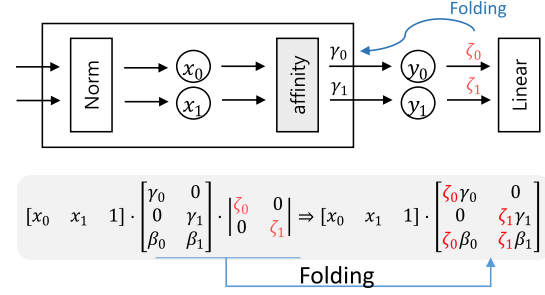 Folding
Norm
x₀
x₁
affinity
γ₀
γ₁
y₀
y₁
ζ₀
ζ₁
Linear
[x₀ x₁ 1] · [γ₀ 0; 0 γ₁; β₀ β₁] · |ζ₀ 0; 0 ζ₁| ⇒ [x₀ x₁ 1] · [ζ₀γ₀ 0; 0 ζ₁γ₁; ζ₀β₀ ζ₁β₁]
Folding